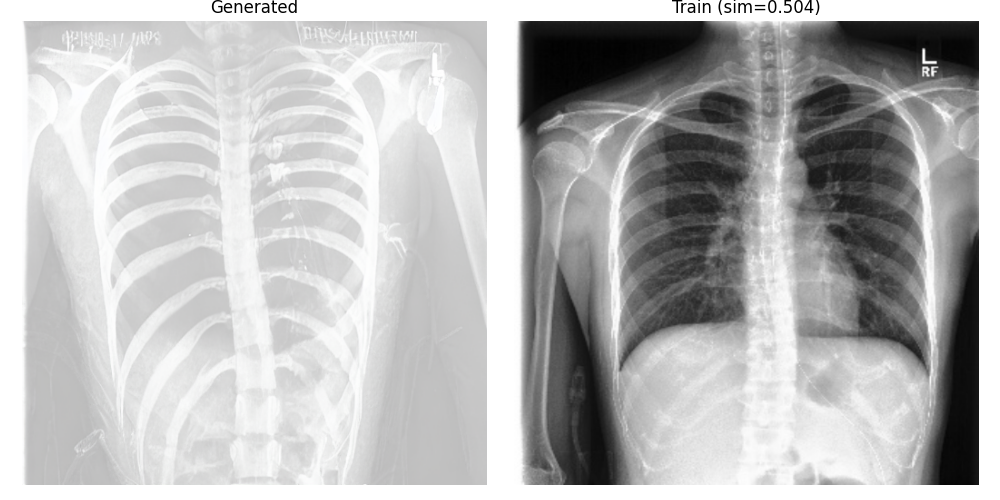 Generated
Train (sim=0.504)
L
L
RF